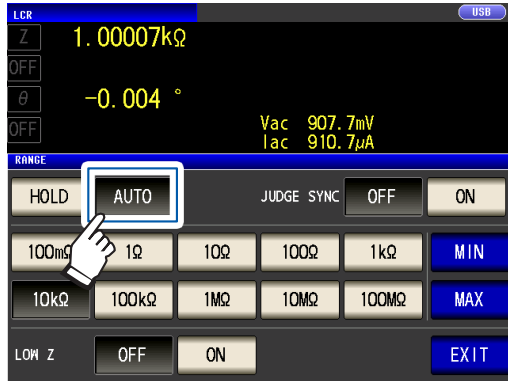 LCR USB
Z 1.00007kΩ
OFF
θ -0.004 °
OFF
Vac 907.7mV
Iac 910.7μA
RANGE
HOLD AUTO JUDGE SYNC OFF ON
100mΩ 1Ω 10Ω 100Ω 1kΩ MIN
10kΩ 100kΩ 1MΩ 10MΩ 100MΩ MAX
LOW Z OFF ON EXIT